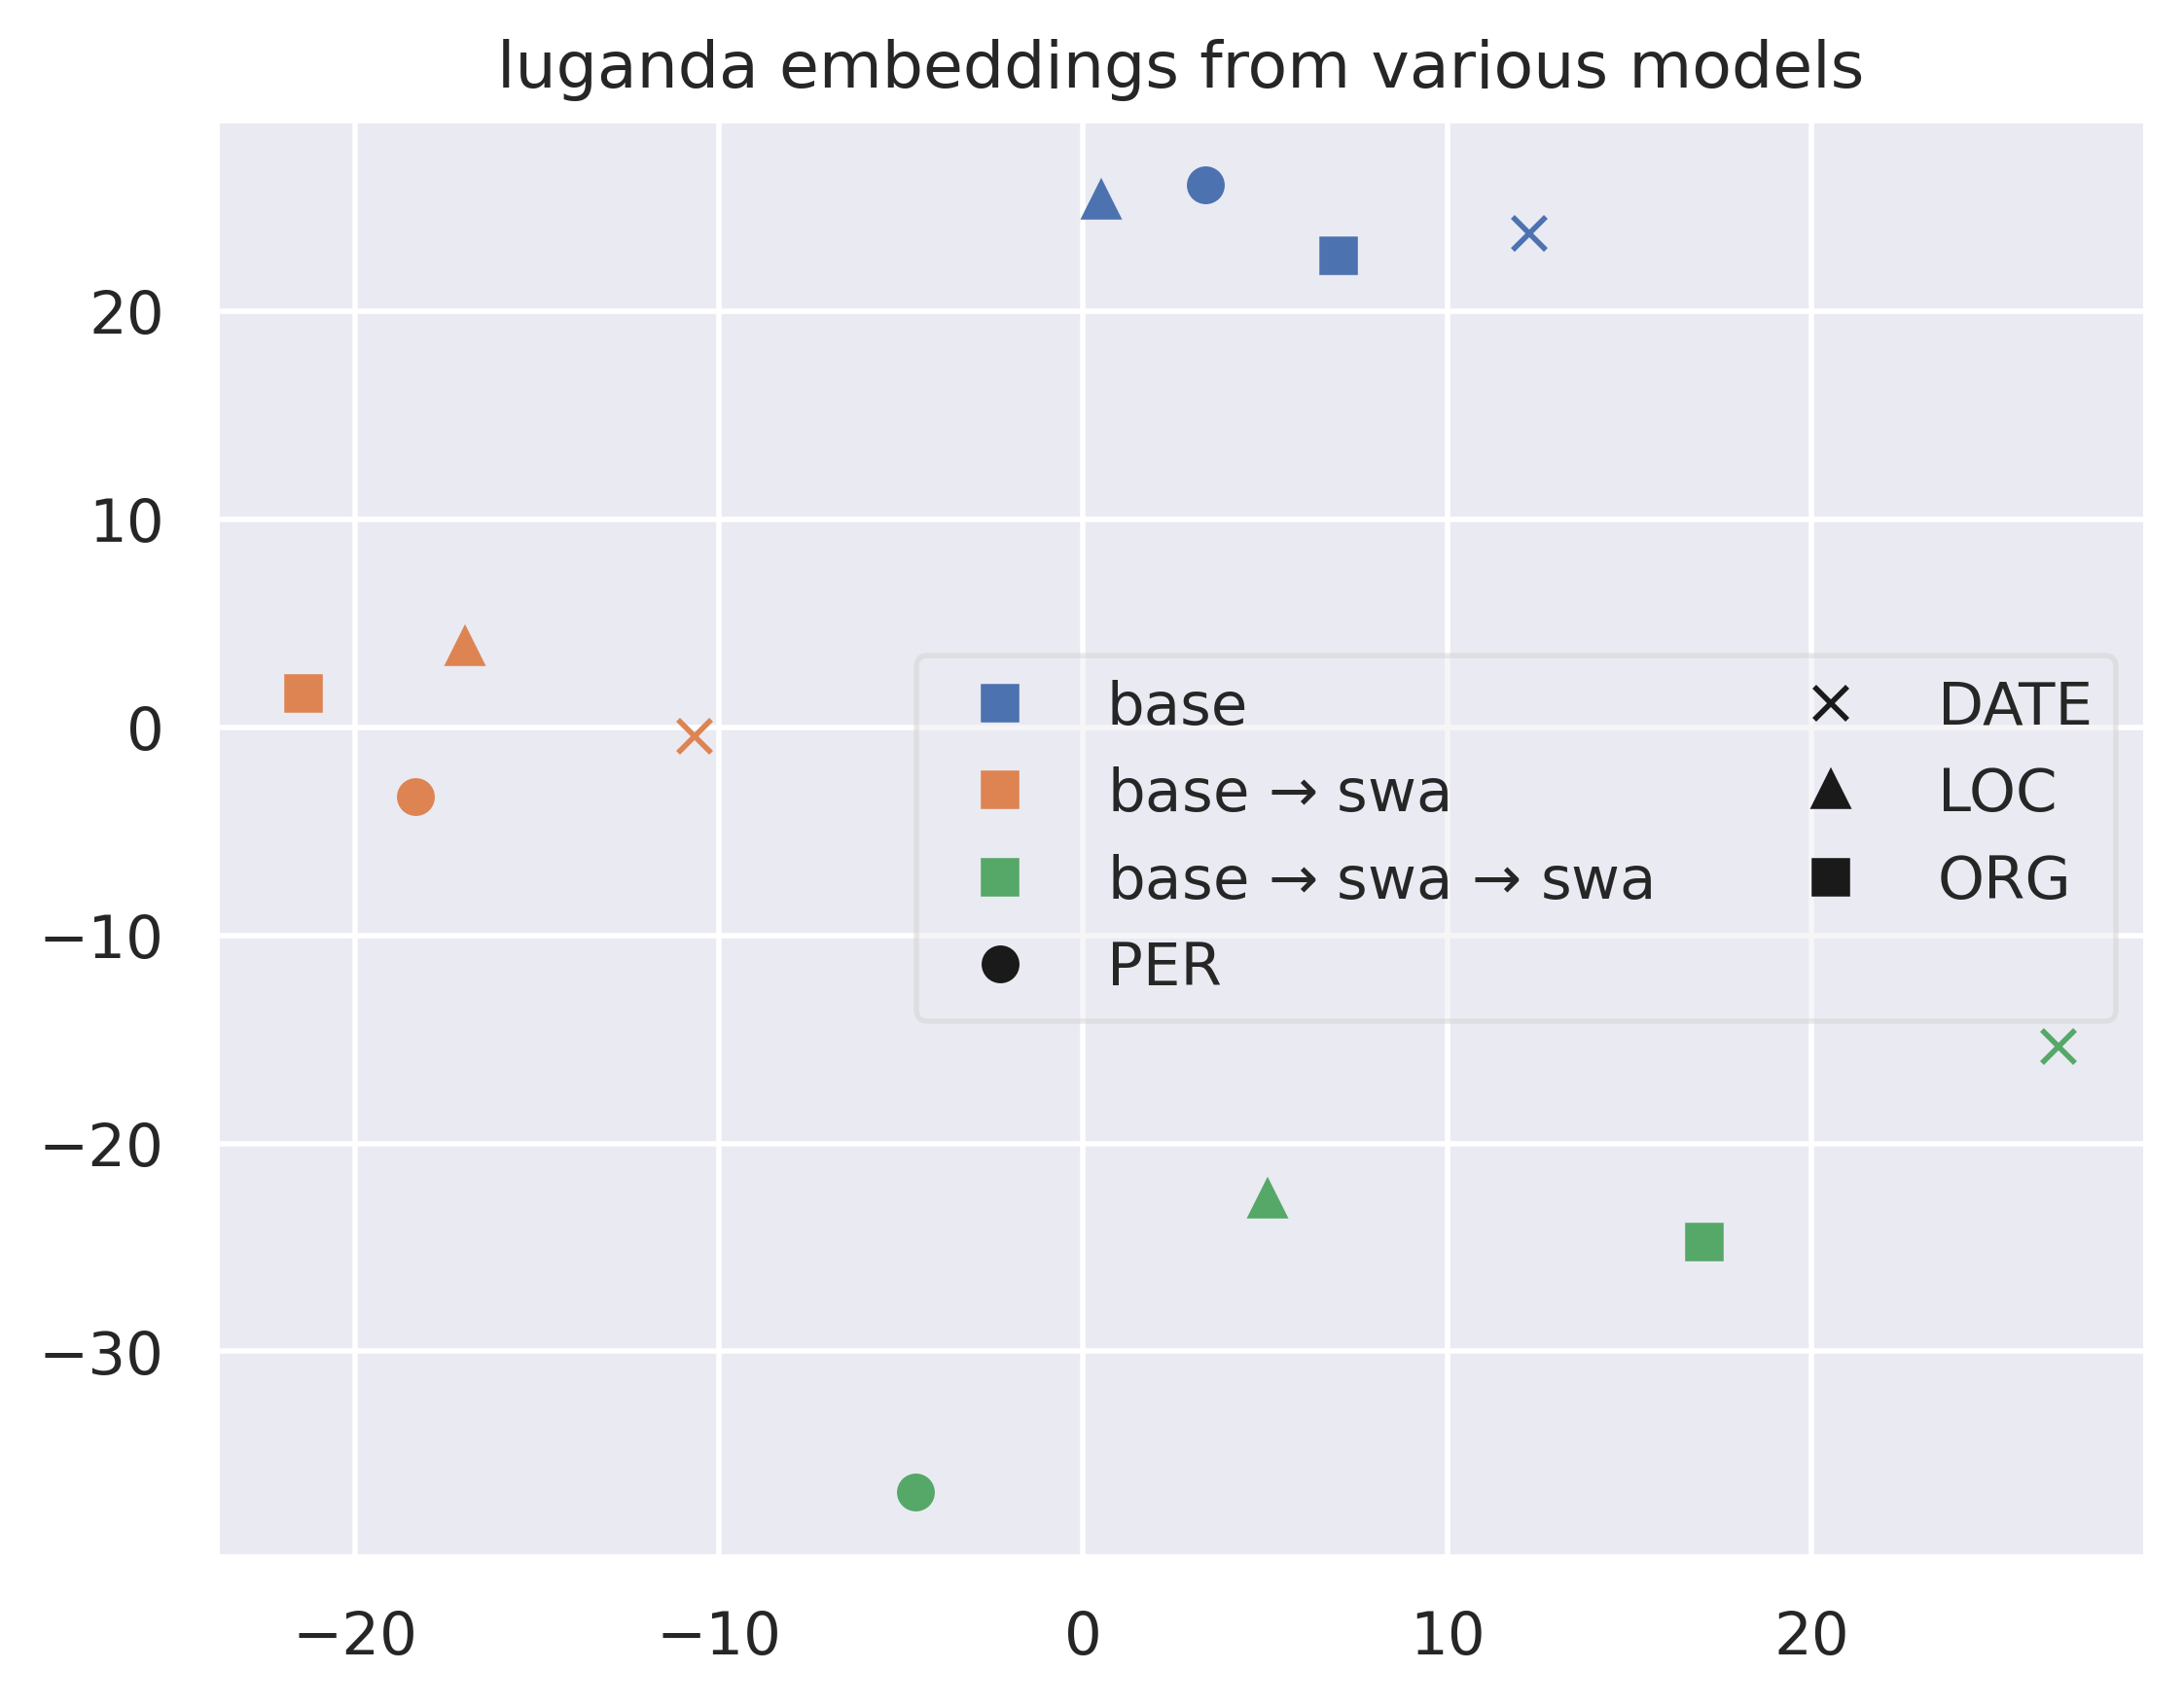 luganda embeddings from various models
20
10
0
−10
−20
−30
base
base → swa
base → swa → swa
PER
DATE
LOC
ORG
−20 −10 0 10 20